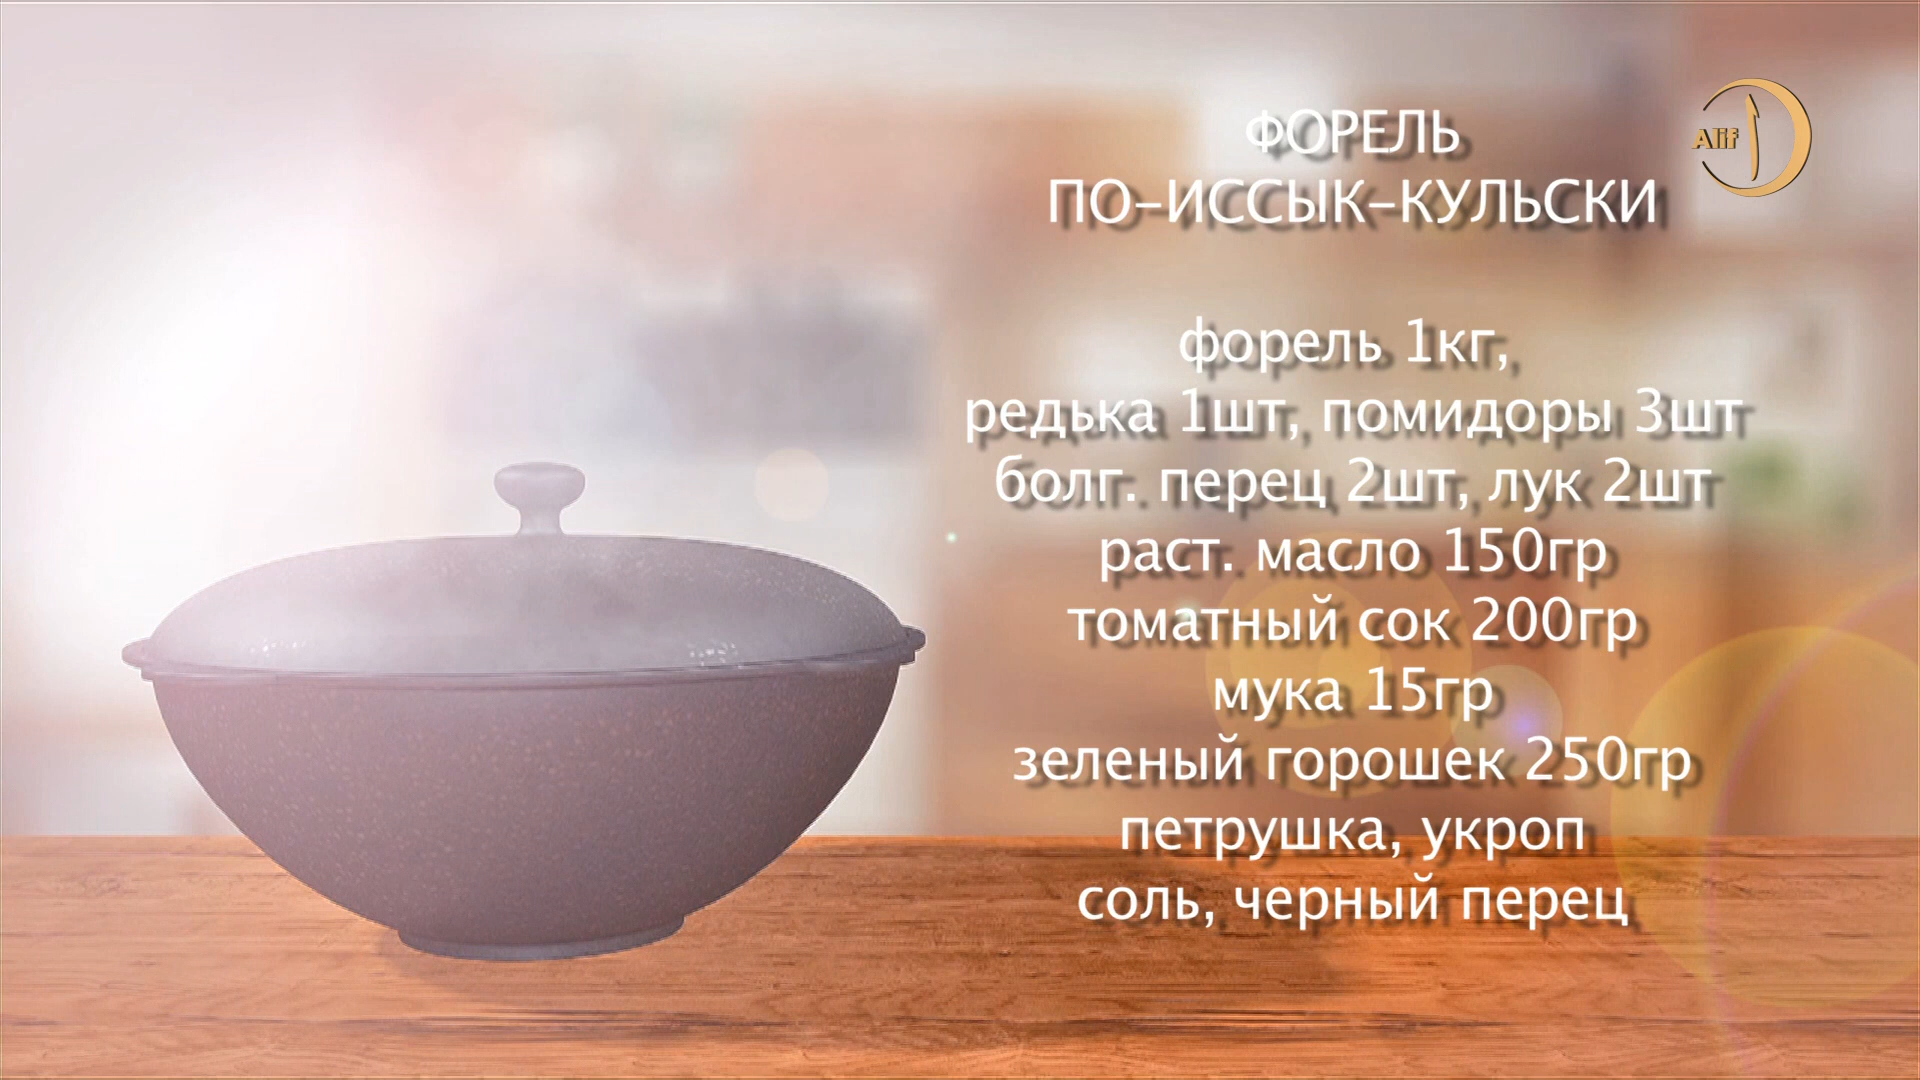 ФОРЕЛЬ
ПО-ИССЫК-КУЛЬСКИ
Alif
форель 1кг,
редька 1шт, помидоры 3шт
болг. перец 2шт, лук 2шт
раст. масло 150гр
томатный сок 200гр
мука 15гр
зеленый горошек 250гр
петрушка, укроп
соль, черный перец